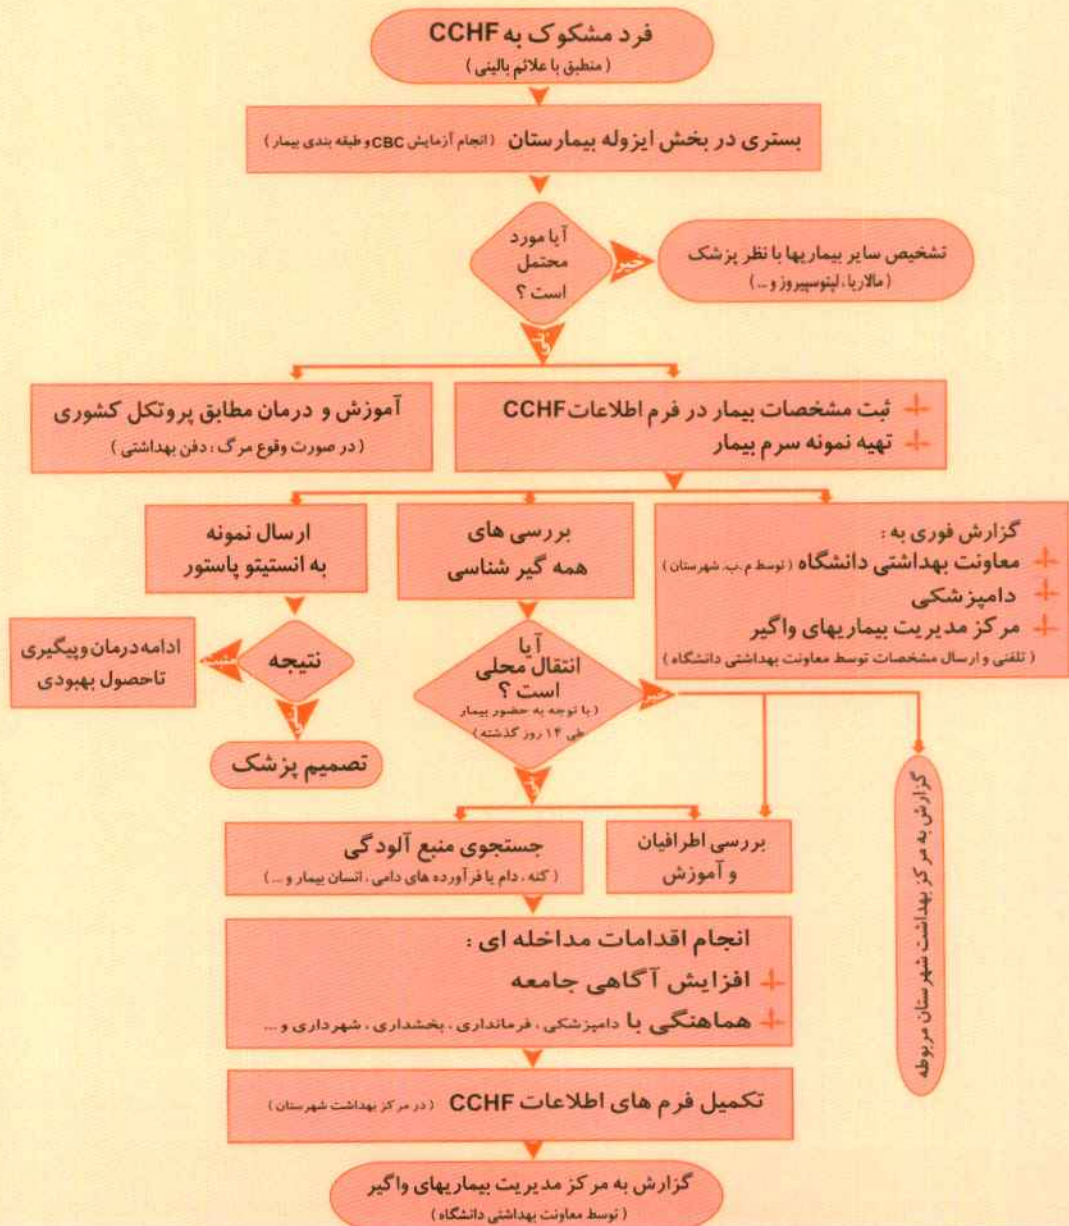 فرد مشکوک به CCHF
( منطبق با علائم بالینی )
بستری در بخش ایزوله بیمارستان ( انجام آزمایش CBC و طبقه بندی بیمار )
آیا مورد
محتمل
است ؟
خیر
تشخیص سایر بیماریها با نظر پزشک
( مالاریا ، لپتوسپیروز و ... )
بلی
ثبت مشخصات بیمار در فرم اطلاعات CCHF
تهیه نمونه سرم بیمار
آموزش و درمان مطابق پروتکل کشوری
( در صورت وقوع مرگ : دفن بهداشتی )
گزارش فوری به :
معاونت بهداشتی دانشگاه ( توسط م.ب. شهرستان )
دامپزشکی
مرکز مدیریت بیماریهای واگیر
( تلفنی و ارسال مشخصات توسط معاونت بهداشتی دانشگاه )
بررسی های
همه گیر شناسی
ارسال نمونه
به انستیتو پاستور
نتیجه
مثبت
ادامه درمان وپیگیری
تاحصول بهبودی
منفی
تصمیم پزشک
آیا
انتقال محلی
است ؟
( با توجه به حضور بیمار
طی ۱۴ روز گذشته )
خیر
بلی
گزارش به مرکز بهداشت شهرستان مربوطه
بررسی اطرافیان
و آموزش
جستجوی منبع آلودگی
( کنه ، دام یا فرآورده های دامی ، انسان بیمار و ... )
انجام اقدامات مداخله ای :
افزایش آگاهی جامعه
هماهنگی با دامپزشکی ، فرمانداری ، بخشداری ، شهرداری و ...
تکمیل فرم های اطلاعات CCHF ( در مرکز بهداشت شهرستان )
گزارش به مرکز مدیریت بیماریهای واگیر
( توسط معاونت بهداشتی دانشگاه )